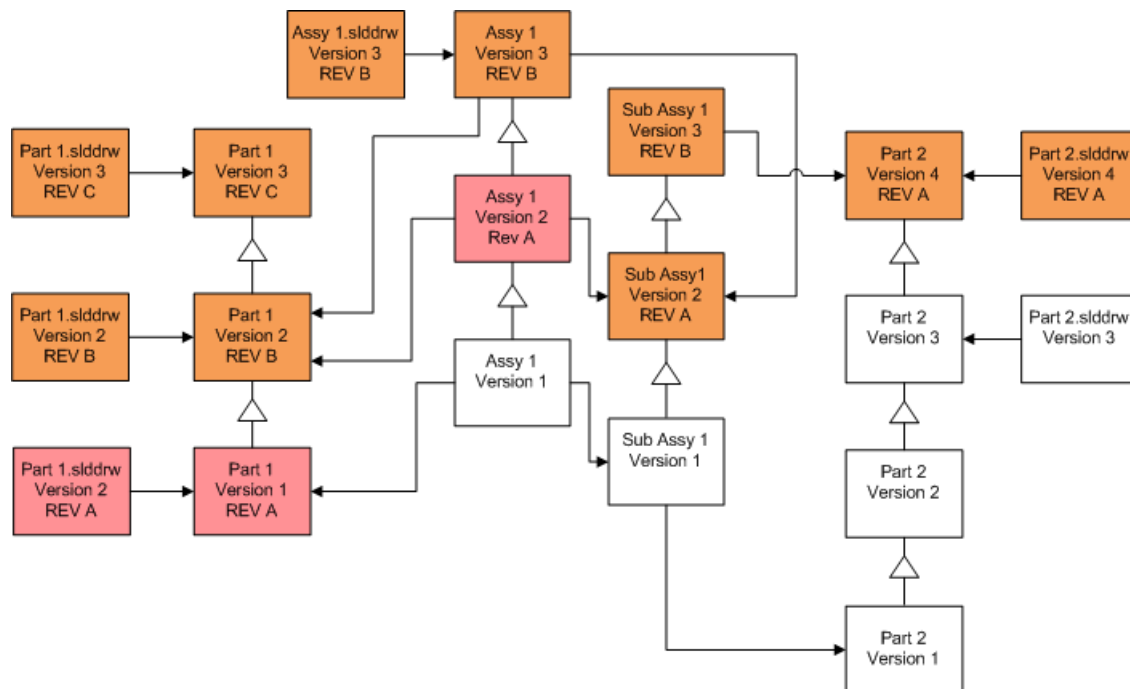 Assy 1.slddrw
Version 3
REV B
Assy 1
Version 3
REV B
Sub Assy 1
Version 3
REV B
Part 1.slddrw
Version 3
REV C
Part 1
Version 3
REV C
Part 2
Version 4
REV A
Part 2.slddrw
Version 4
REV A
Assy 1
Version 2
Rev A
Sub Assy1
Version 2
REV A
Part 1.slddrw
Version 2
REV B
Part 1
Version 2
REV B
Part 2
Version 3
Part 2.slddrw
Version 3
Assy 1
Version 1
Sub Assy 1
Version 1
Part 1.slddrw
Version 2
REV A
Part 1
Version 1
REV A
Part 2
Version 2
Part 2
Version 1